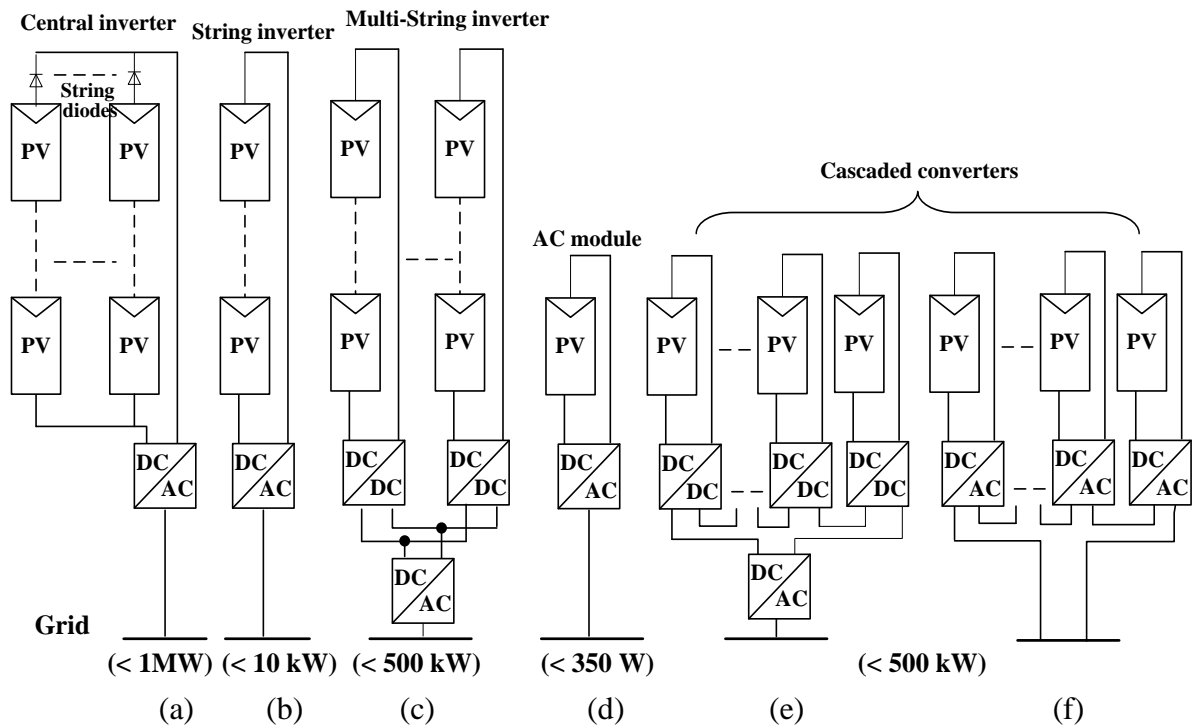 Central inverter
String inverter
Multi-String inverter
String
diodes
PV PV PV PV PV
Cascaded converters
AC module
PV PV PV PV PV PV PV PV PV PV PV PV
DC DC DC DC DC DC DC DC DC DC DC
AC AC DC DC AC DC DC DC AC AC AC
DC DC
AC AC
Grid
(< 1MW) (< 10 kW) (< 500 kW) (< 350 W) (< 500 kW)
(a) (b) (c) (d) (e) (f)